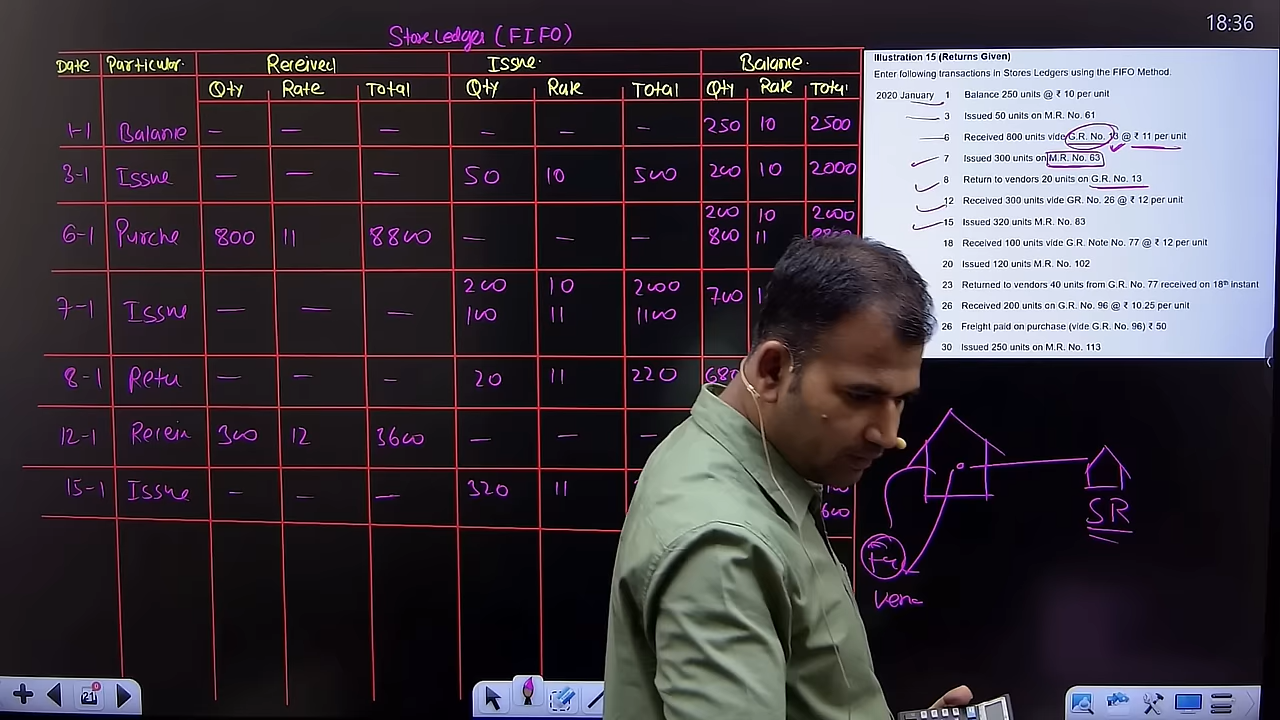 18:36
Store Ledger (FIFO)
Date Particular Received Issue Balance
Qty Rate Total Qty Rate Total Qty Rate Total
1-1 Balance — — — — — — 250 10 2500
3-1 Issue — — — 50 10 500 200 10 2000
200 10 2000
6-1 Purche 800 11 8800 — — — 800 11
200 10 2000 700
7-1 Issue — — — 100 11 1100
8-1 Retu — — — 20 11 220 680
12-1 Recein 300 12 3600 — — —
15-1 Issue — — — 320 11
Illustration 15 (Returns Given)
Enter following transactions in Stores Ledgers using the FIFO Method.
2020 January 1 Balance 250 units @ ₹ 10 per unit
3 Issued 50 units on M.R. No. 61
6 Received 800 units vide G.R. No. 13 @ ₹ 11 per unit
7 Issued 300 units on M.R. No. 63
8 Return to vendors 20 units on G.R. No. 13
12 Received 300 units vide GR. No. 26 @ ₹ 12 per unit
15 Issued 320 units M.R. No. 83
18 Received 100 units vide G.R. Note No. 77 @ ₹ 12 per unit
20 Issued 120 units M.R. No. 102
23 Returned to vendors 40 units from G.R. No. 77 received on 18th instant
26 Received 200 units on G.R. No. 96 @ ₹ 10.25 per unit
26 Freight paid on purchase (vide G.R. No. 96) ₹ 50
30 Issued 250 units on M.R. No. 113
SR
Ven
21